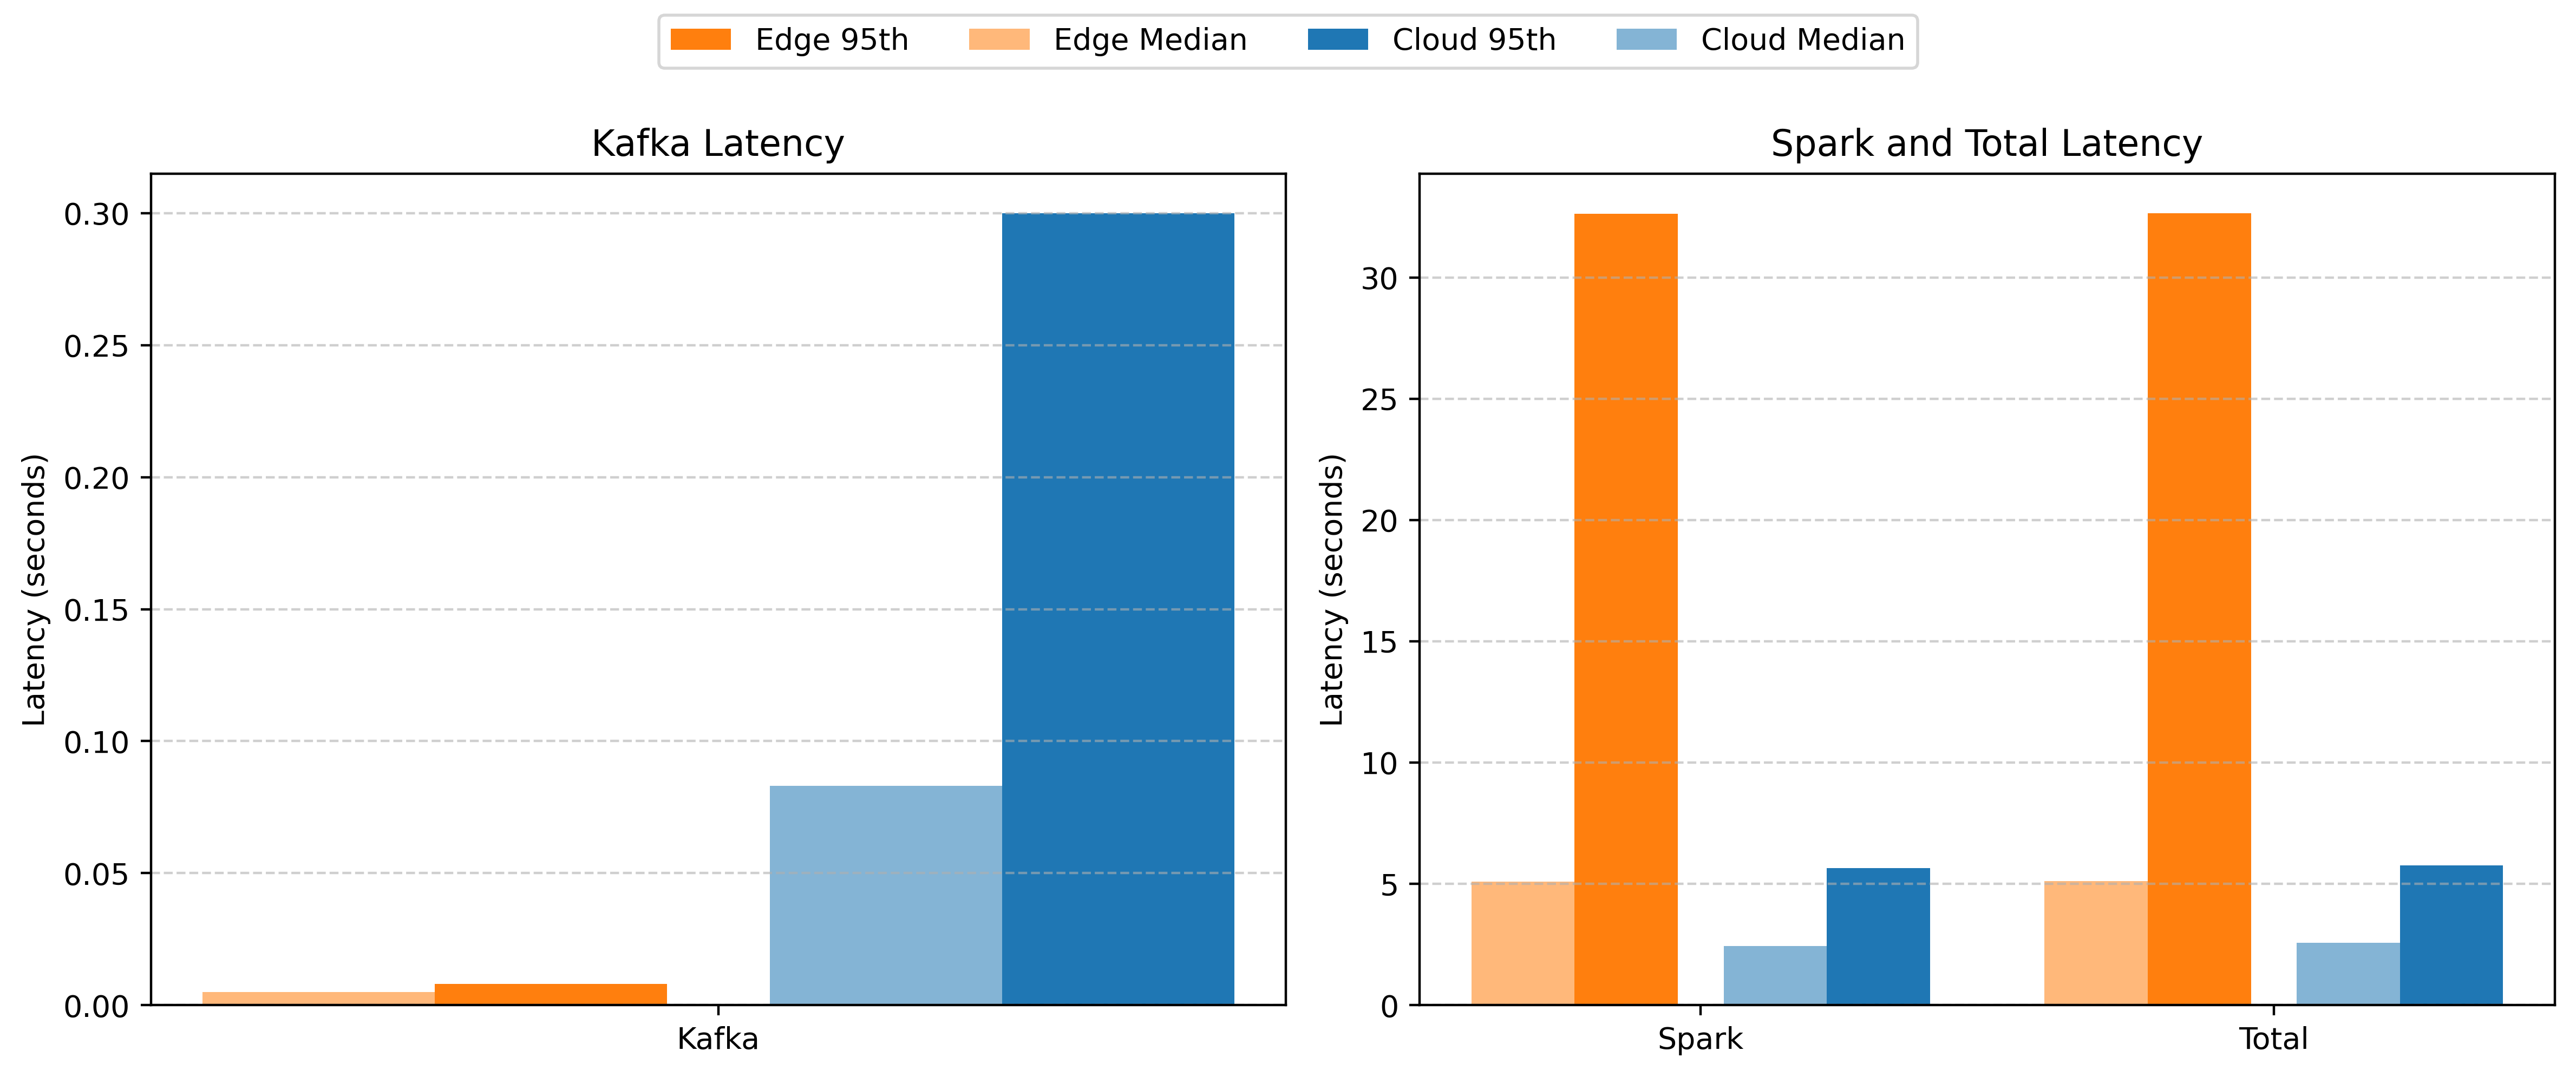 Edge 95th Edge Median Cloud 95th Cloud Median
Kafka Latency
Latency (seconds)
0.30
0.25
0.20
0.15
0.10
0.05
0.00
Kafka
Spark and Total Latency
Latency (seconds)
30
25
20
15
10
5
0
Spark Total